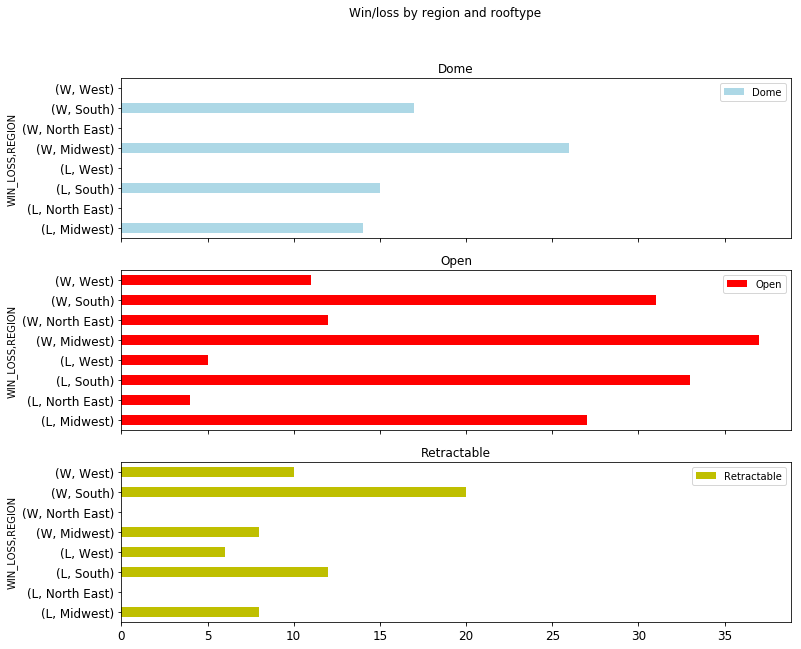 Win/loss by region and rooftype
Dome
WIN_LOSS,REGION
(W, West)
(W, South)
(W, North East)
(W, Midwest)
(L, West)
(L, South)
(L, North East)
(L, Midwest)
Dome
Open
WIN_LOSS,REGION
(W, West)
(W, South)
(W, North East)
(W, Midwest)
(L, West)
(L, South)
(L, North East)
(L, Midwest)
Open
Retractable
WIN_LOSS,REGION
(W, West)
(W, South)
(W, North East)
(W, Midwest)
(L, West)
(L, South)
(L, North East)
(L, Midwest)
Retractable
0 5 10 15 20 25 30 35